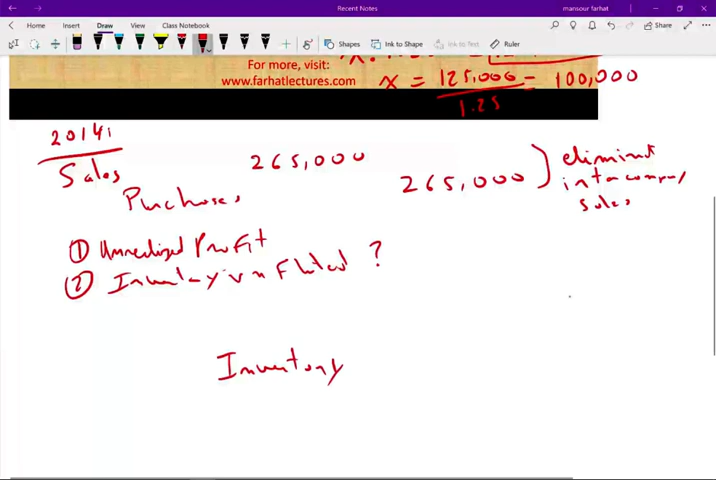 Recent Notes
mansour farhat
Home Insert Draw View Class Notebook Share
Shapes Ink to Shape Ink to Text Ruler
For more, visit:
www.farhatlectures.com
x = 125,000 = 100,000
1.25
2014:
Sales 265,000
Purchases 265,000
eliminate
intercompany
sales
① Unrealized Profit
② Inventory is inflated ?
Inventory